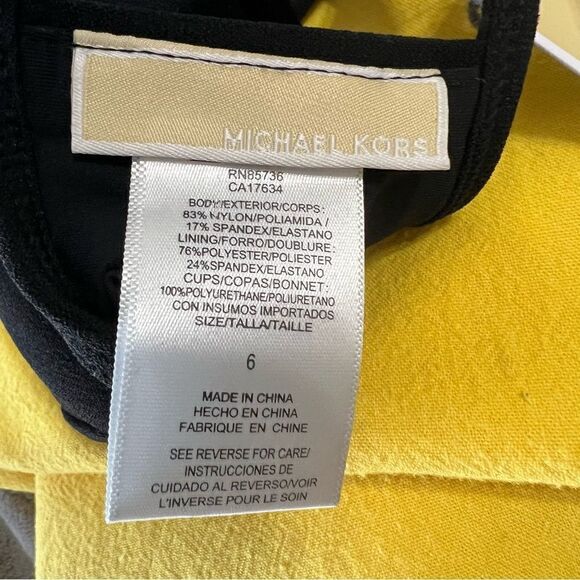 MICHAEL KORS
RN85736
CA17634
BODY/EXTERIOR/CORPS:
83% NYLON/POLIAMIDA/
17% SPANDEX/ELASTANO
LINING/FORRO/DOUBLURE:
76%POLYESTER/POLIESTER
24%SPANDEX/ELASTANO
CUPS/COPAS/BONNET:
100%POLYURETHANE/POLIURETANO
CON INSUMOS IMPORTADOS
SIZE/TALLA/TAILLE
6
MADE IN CHINA
HECHO EN CHINA
FABRIQUE EN CHINE
SEE REVERSE FOR CARE/
INSTRUCCIONES DE
CUIDADO AL REVERSO/VOIR
L'INVERSE POUR LE SOIN